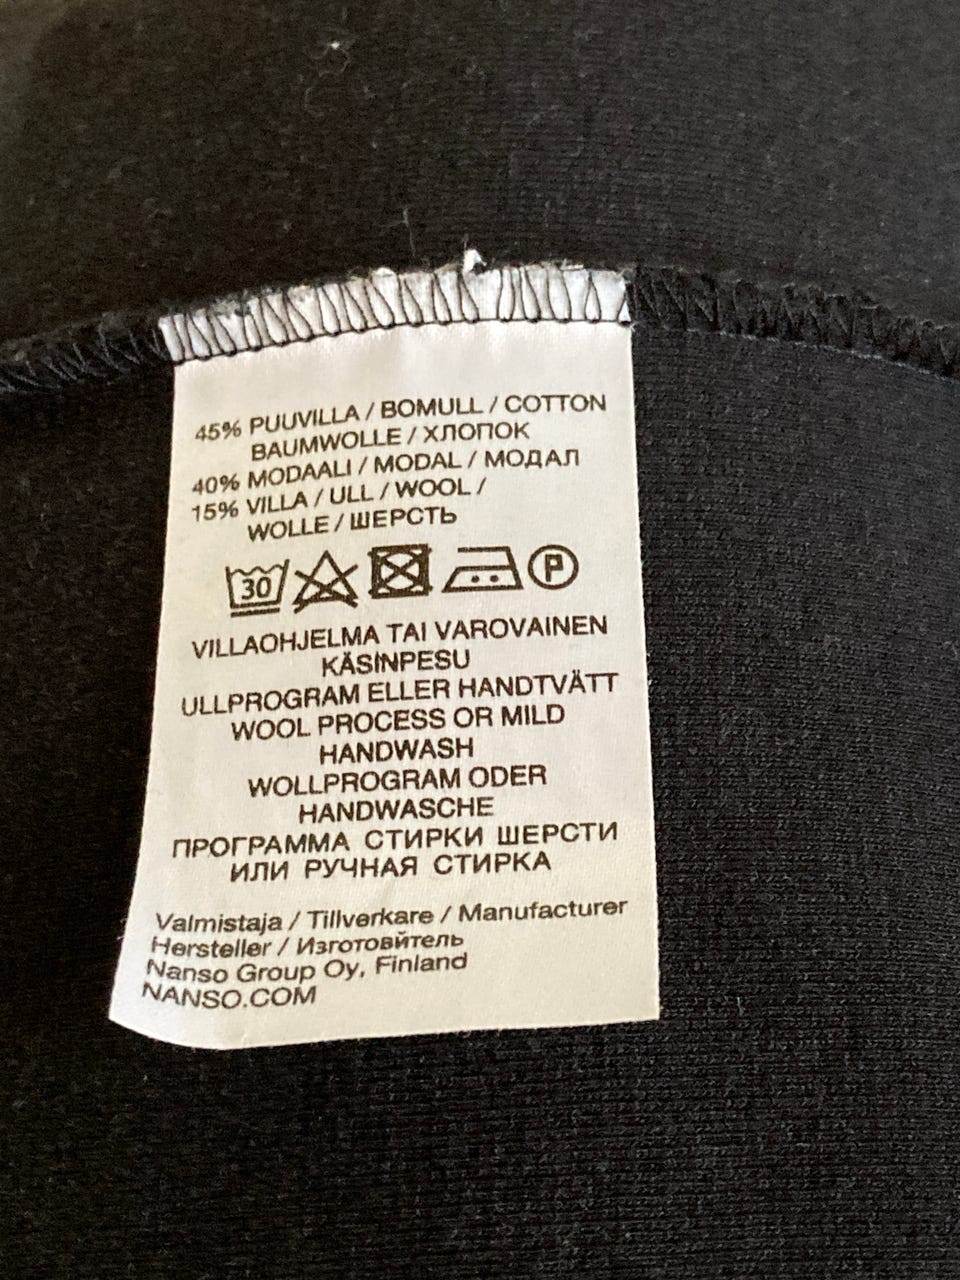 45% PUUVILLA / BOMULL / COTTON
BAUMWOLLE / ХЛОПОК
40% MODAALI / MODAL / МОДАЛ
15% VILLA / ULL / WOOL /
WOLLE / ШЕРСТЬ
30 P
VILLAOHJELMA TAI VAROVAINEN
KÄSINPESU
ULLPROGRAM ELLER HANDTVÄTT
WOOL PROCESS OR MILD
HANDWASH
WOLLPROGRAM ODER
HANDWASCHE
ПРОГРАММА СТИРКИ ШЕРСТИ
ИЛИ РУЧНАЯ СТИРКА
Valmistaja / Tillverkare / Manufacturer
Hersteller / Изготовйтель
Nanso Group Oy, Finland
NANSO.COM